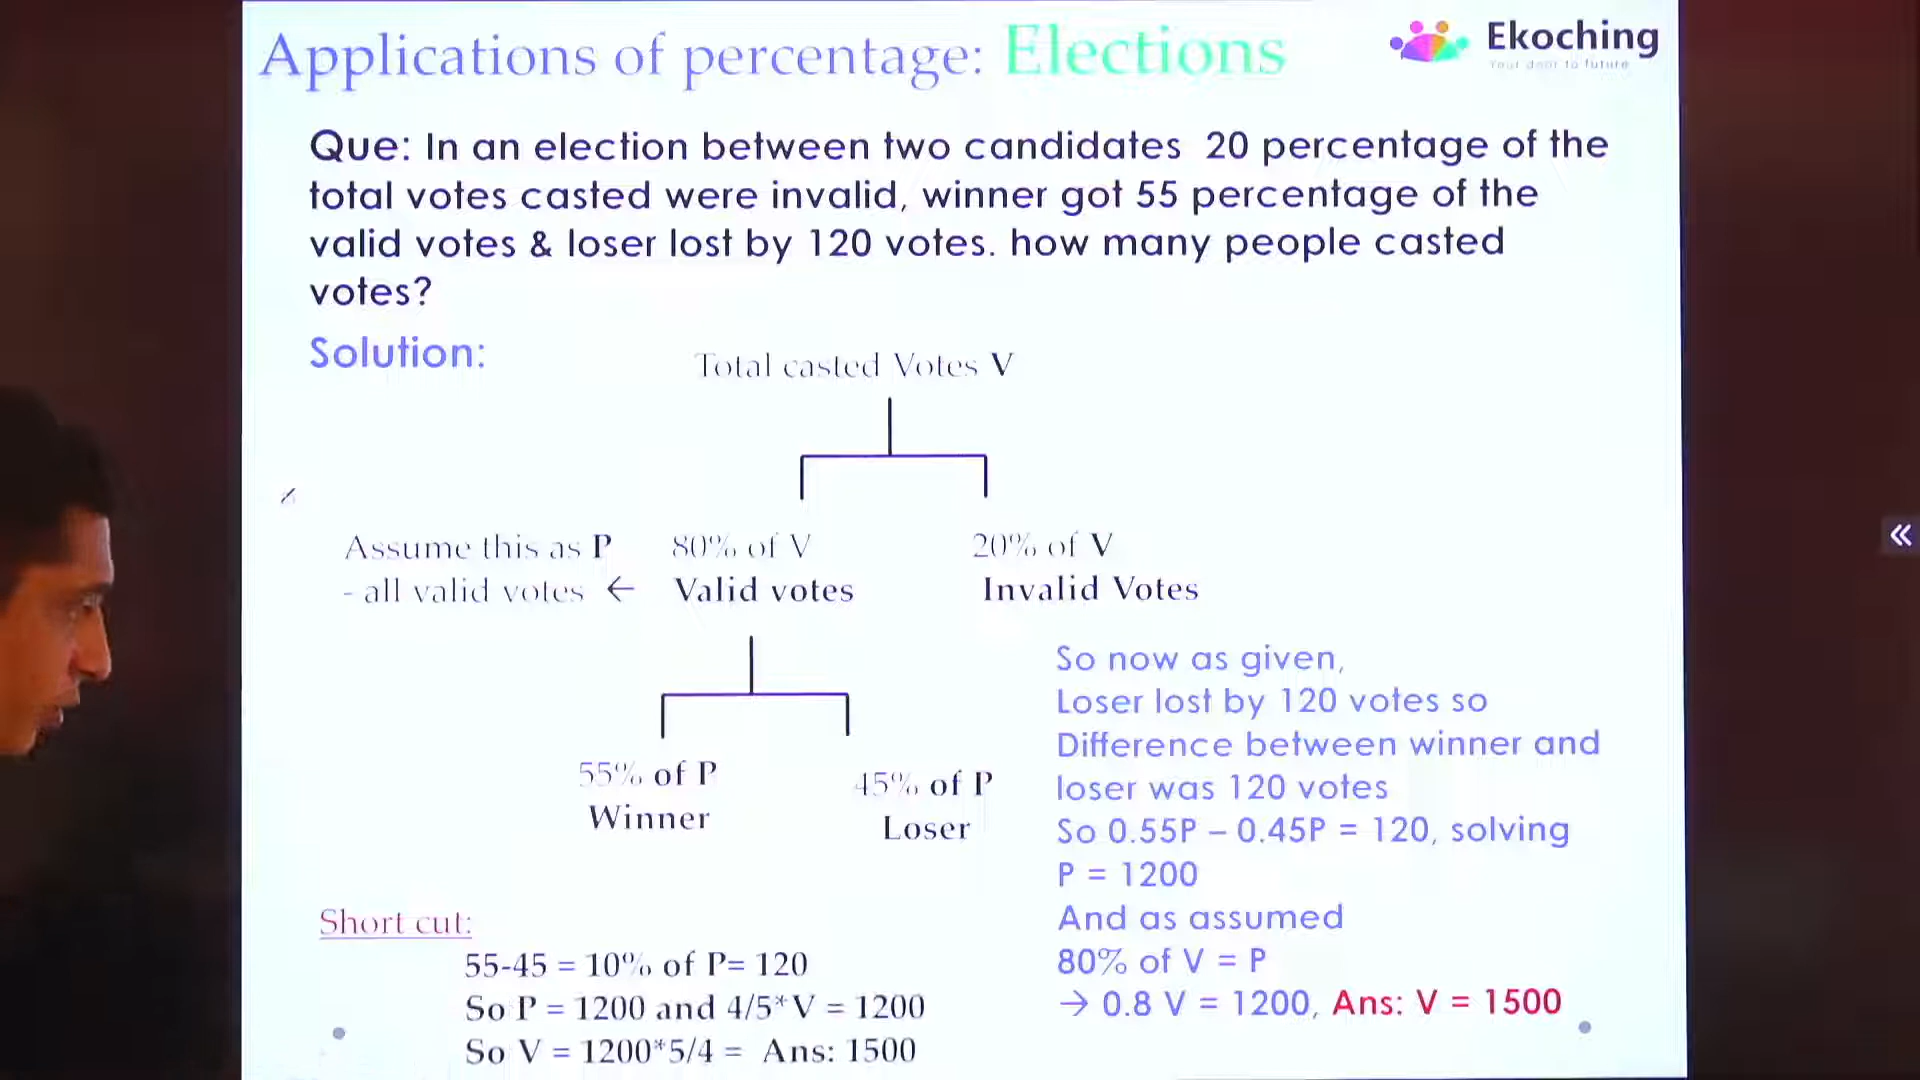 Applications of percentage: Elections
Ekoching
Your door to future
Que: In an election between two candidates 20 percentage of the
total votes casted were invalid, winner got 55 percentage of the
valid votes & loser lost by 120 votes. how many people casted
votes?
Solution:
Total casted Votes V
Assume this as P
- all valid votes ←
80% of V
Valid votes
20% of V
Invalid Votes
55% of P
Winner
45% of P
Loser
So now as given,
Loser lost by 120 votes so
Difference between winner and
loser was 120 votes
So 0.55P – 0.45P = 120, solving
P = 1200
And as assumed
80% of V = P
→ 0.8 V = 1200, Ans: V = 1500
Short cut:
55-45 = 10% of P= 120
So P = 1200 and 4/5*V = 1200
So V = 1200*5/4 = Ans: 1500
«